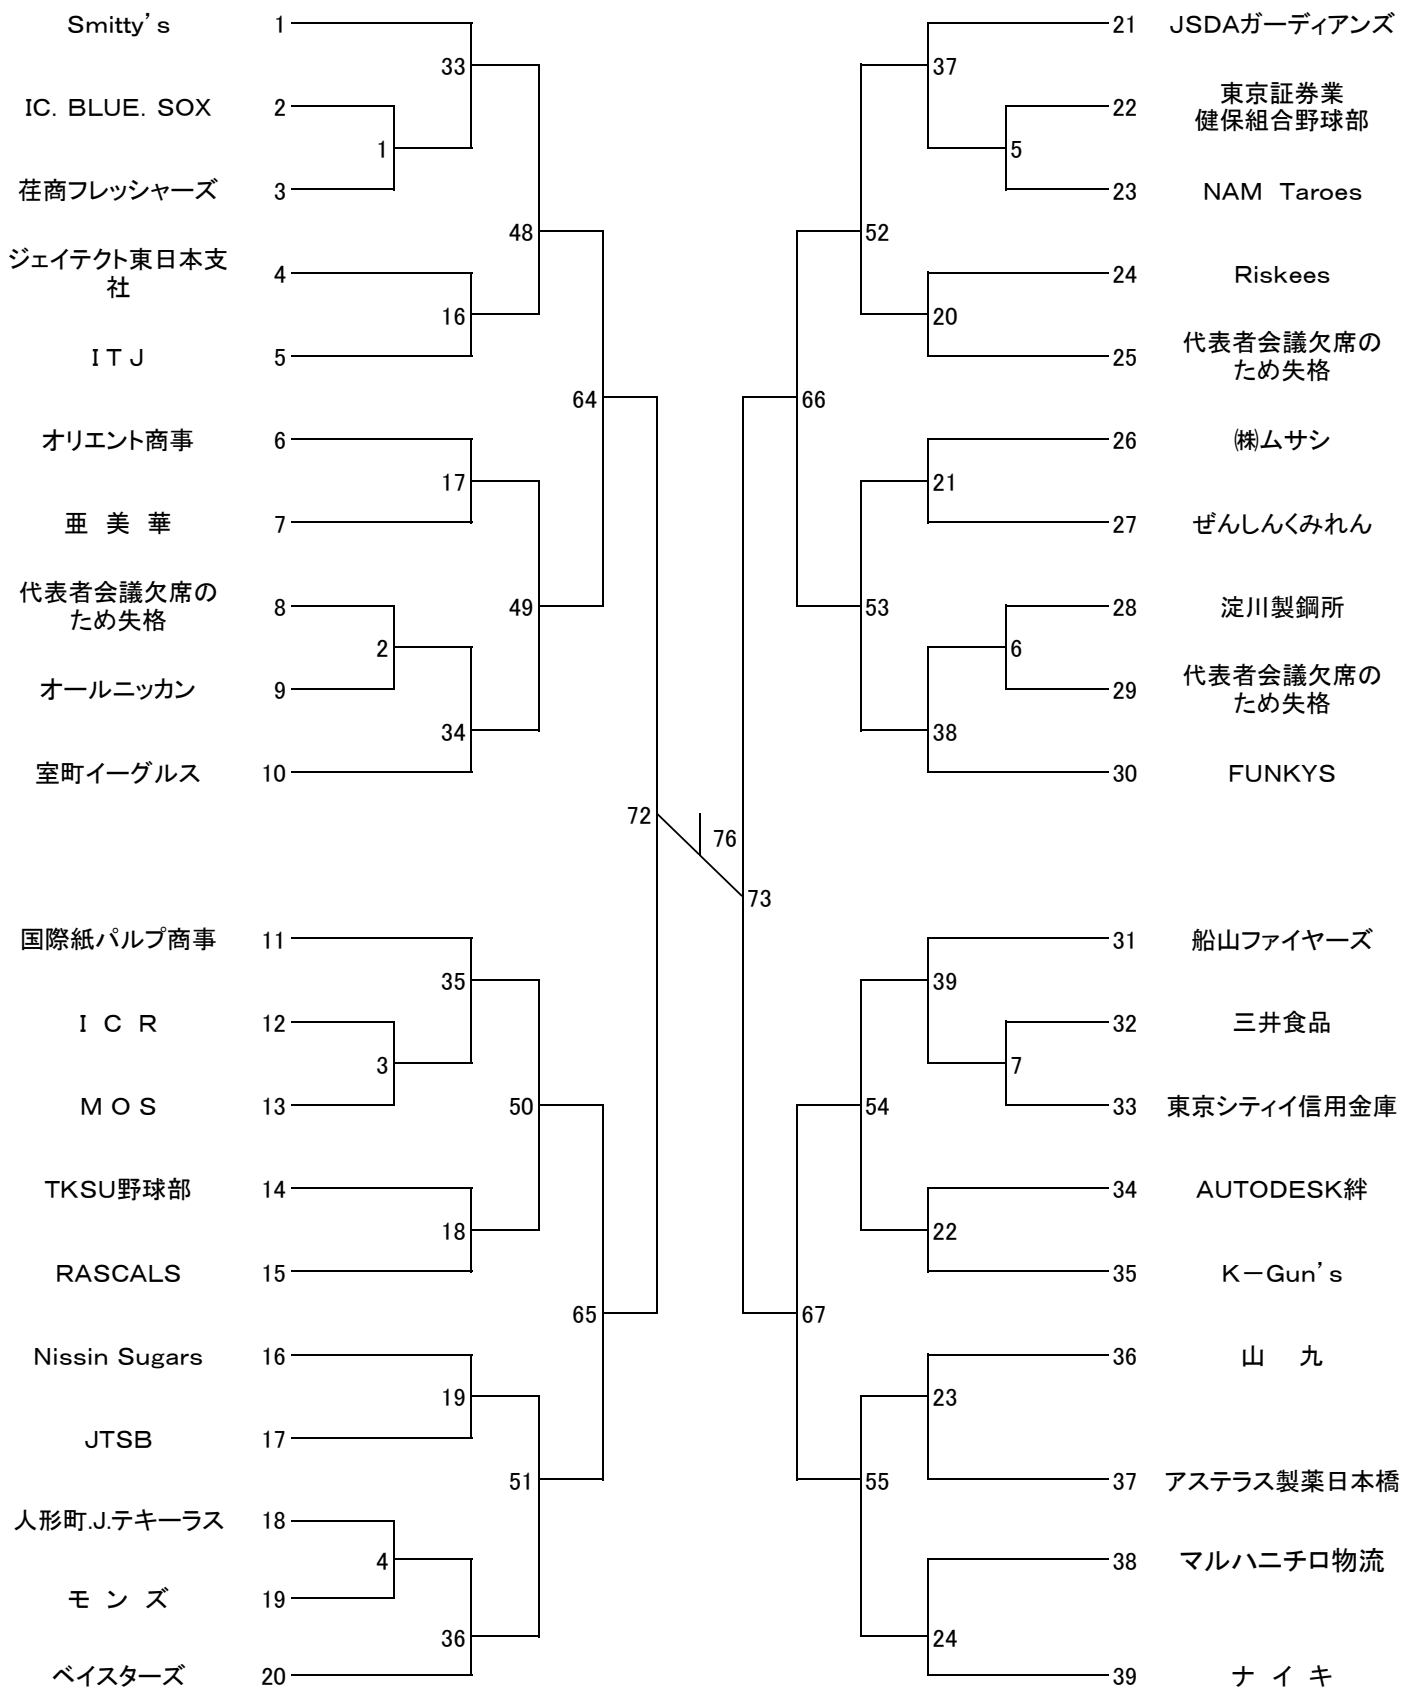 Smitty's 1
33
IC. BLUE. SOX 2
1
荏商フレッシャーズ 3
48
ジェイテクト東日本支
社
4
16
ＩＴＪ 5
64
オリエント商事 6
17
亜 美 華 7
代表者会議欠席の
ため失格
8
49
2
オールニッカン 9
34
室町イーグルス 10
72
76
73
国際紙パルプ商事 11
35
Ｉ Ｃ Ｒ 12
3
ＭＯＳ 13
50
TKSU野球部 14
18
RASCALS 15
65
Nissin Sugars 16
19
JTSB 17
51
人形町.J.テキーラス 18
4
モ ン ズ 19
36
ベイスターズ 20
21 JSDAガーディアンズ
37
22
東京証券業
健保組合野球部
5
23 NAM Taroes
52
24 Riskees
20
25
代表者会議欠席の
ため失格
66
26 ㈱ムサシ
21
27 ぜんしんくみれん
53
28 淀川製鋼所
6
29
代表者会議欠席の
ため失格
38
30 FUNKYS
31 船山ファイヤーズ
39
32 三井食品
7
33 東京シティイ信用金庫
54
34 AUTODESK絆
22
35 K－Gun's
67
36 山 九
23
37 アステラス製薬日本橋
55
38 マルハニチロ物流
24
39 ナ イ キ